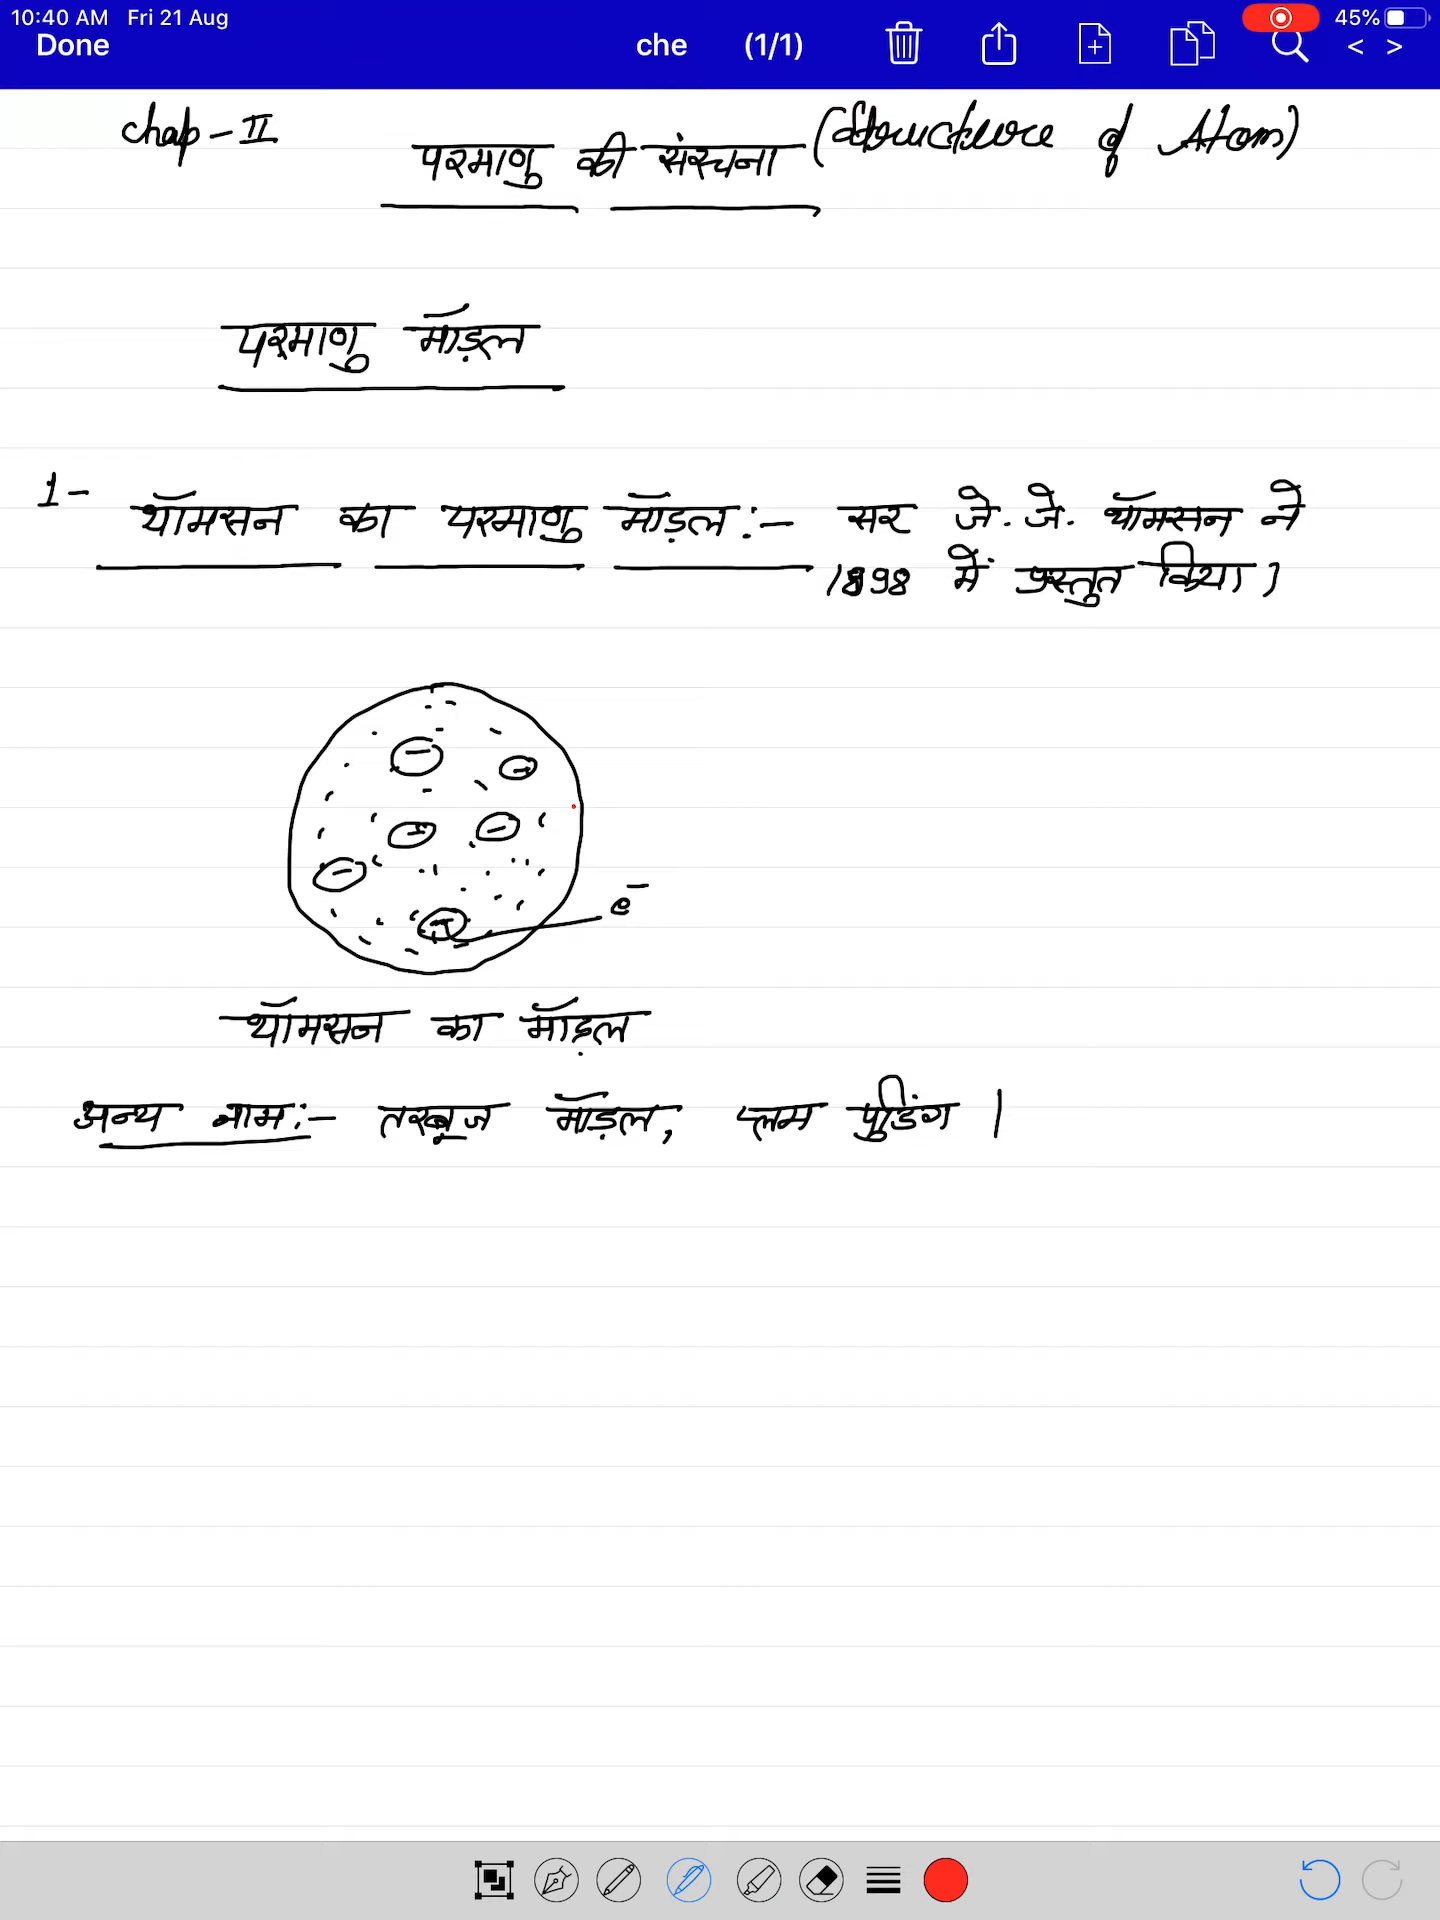 10:40 AM Fri 21 Aug 45%
Done che (1/1) < >
Chap-II परमाणु की संरचना (Structure of Atom)
परमाणु मॉड़ल
1- थॉमसन का परमाणु मॉड़ल:- सर जे. जे. थॉमसन ने
1898 में प्रस्तुत किया।
e⁻
थॉमसन का मॉड़ल
अन्य नाम:- तरबूज मॉड़ल, प्लम पुडिंग।